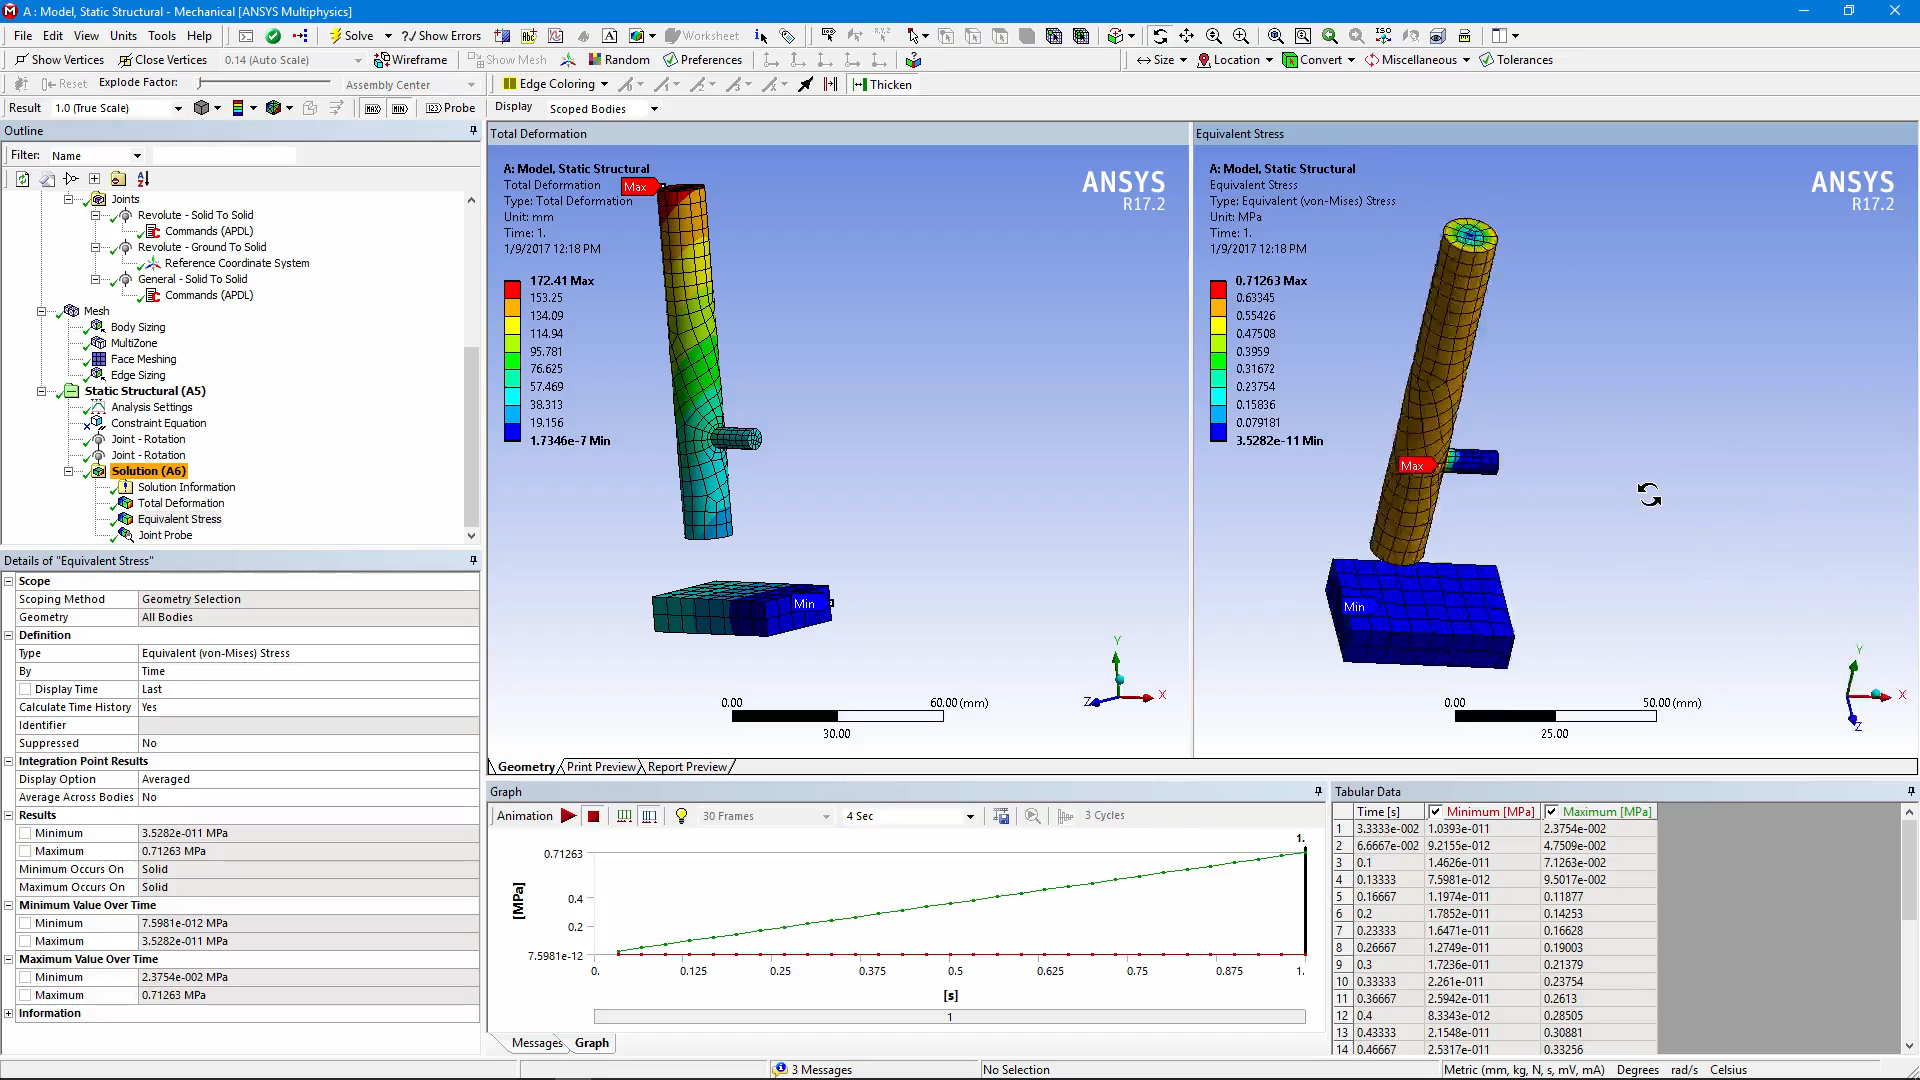 A : Model, Static Structural - Mechanical [ANSYS Multiphysics]
File Edit View Units Tools Help Solve ?/ Show Errors Worksheet
Show Vertices Close Vertices 0.14 (Auto Scale) Wireframe Show Mesh Random Preferences Size Location Convert Miscellaneous Tolerances
Reset Explode Factor: Assembly Center Edge Coloring Thicken
Result 1.0 (True Scale) MAX MIN Probe Display Scoped Bodies
Outline
Filter: Name
Joints
Revolute - Solid To Solid
Commands (APDL)
Revolute - Ground To Solid
Reference Coordinate System
General - Solid To Solid
Commands (APDL)
Mesh
Body Sizing
MultiZone
Face Meshing
Edge Sizing
Static Structural (A5)
Analysis Settings
Constraint Equation
Joint - Rotation
Joint - Rotation
Solution (A6)
Solution Information
Total Deformation
Equivalent Stress
Joint Probe
Details of "Equivalent Stress"
Scope
Scoping Method Geometry Selection
Geometry All Bodies
Definition
Type Equivalent (von-Mises) Stress
By Time
Display Time Last
Calculate Time History Yes
Identifier
Suppressed No
Integration Point Results
Display Option Averaged
Average Across Bodies No
Results
Minimum 3.5282e-011 MPa
Maximum 0.71263 MPa
Minimum Occurs On Solid
Maximum Occurs On Solid
Minimum Value Over Time
Minimum 7.5981e-012 MPa
Maximum 3.5282e-011 MPa
Maximum Value Over Time
Minimum 2.3754e-002 MPa
Maximum 0.71263 MPa
Information
Total Deformation
A: Model, Static Structural
Total Deformation
Type: Total Deformation
Unit: mm
Time: 1.
1/9/2017 12:18 PM
172.41 Max
153.25
134.09
114.94
95.781
76.625
57.469
38.313
19.156
1.7346e-7 Min
Max
Min
ANSYS
R17.2
0.00 60.00 (mm)
30.00
Y
X
Z
Equivalent Stress
A: Model, Static Structural
Equivalent Stress
Type: Equivalent (von-Mises) Stress
Unit: MPa
Time: 1.
1/9/2017 12:18 PM
0.71263 Max
0.63345
0.55426
0.47508
0.3959
0.31672
0.23754
0.15836
0.079181
3.5282e-11 Min
Max
Min
ANSYS
R17.2
0.00 50.00 (mm)
25.00
Y
X
Z
Geometry Print Preview Report Preview
Graph
Animation 30 Frames 4 Sec 3 Cycles
1.
0.71263
0.4
0.2
7.5981e-12
[MPa]
0. 0.125 0.25 0.375 0.5 0.625 0.75 0.875 1.
[s]
1
Messages Graph
Tabular Data
Time [s] Minimum [MPa] Maximum [MPa]
1 3.3333e-002 1.0393e-011 2.3754e-002
2 6.6667e-002 9.2155e-012 4.7509e-002
3 0.1 1.4626e-011 7.1263e-002
4 0.13333 7.5981e-012 9.5017e-002
5 0.16667 1.1974e-011 0.11877
6 0.2 1.7852e-011 0.14253
7 0.23333 1.6471e-011 0.16628
8 0.26667 1.2749e-011 0.19003
9 0.3 1.7236e-011 0.21379
10 0.33333 2.261e-011 0.23754
11 0.36667 2.5942e-011 0.2613
12 0.4 8.3343e-012 0.28505
13 0.43333 2.1548e-011 0.30881
14 0.46667 2.5317e-011 0.33256
3 Messages No Selection Metric (mm, kg, N, s, mV, mA) Degrees rad/s Celsius